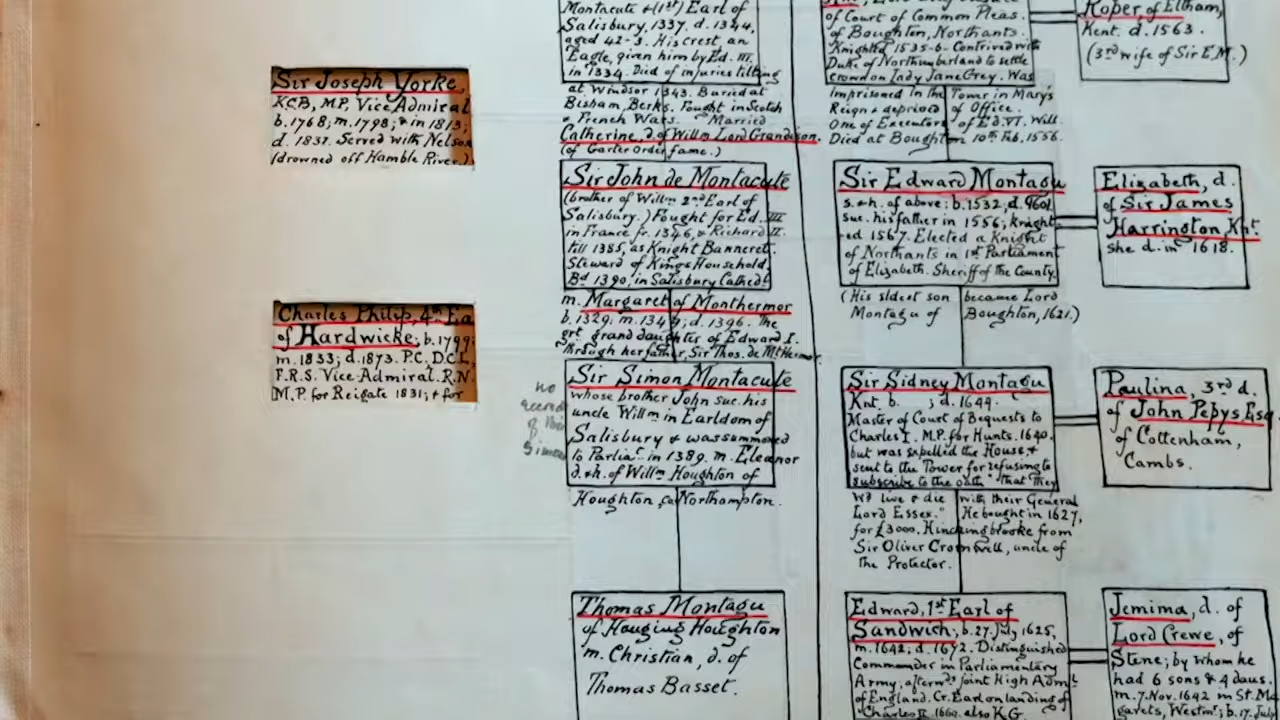 Sir Joseph Yorke,
KCB, M.P. Vice Admiral
b. 1768; m. 1798; & in 1813;
d. 1831. Served with Nelson
(drowned off Hamble River.)
Charles Philip, 4th Ea
of Hardwicke; b. 1799
m. 1833; d. 1873. P.C. D.C.L.
F.R.S. Vice Admiral. R.N.
M.P. for Reigate 1831; & for
Montacute & (1st) Earl of
Salisbury, 1337. d. 1344,
aged 42-3. His crest an
Eagle, given him by Ed. III.
in 1334. Died of injuries tilting
at Windsor 1343. Buried at
Bisham, Berks. Fought in Scotch
& French Wars. Married
Catherine, d. of Willm Lord Grandison.
(of Garter Order fame.)
Sir John de Montacute
(brother of Willm 2nd Earl of
Salisbury.) Fought for Ed. III
in France fr. 1346, & Richard II.
till 1385, as Knight Banneret.
Steward of Kings Household.
Bd 1390, in Salisbury Cathedl
m. Margaret of Monthermer
b. 1329. m. 1349; d. 1396. The
grt grand daughter of Edward I.
through her father, Sir Thos. de Mt Hermer.
no
record
of this
Simon
Sir Simon Montacute
whose brother John suc. his
uncle Willm in Earldom of
Salisbury & was summoned
to Parliat in 1389. m. Eleanor
d. & h. of Willm Houghton of
Houghton, co Northampton.
Thomas Montagu
of Hanging Houghton
m. Christian, d. of
Thomas Basset.
of Court of Common Pleas.
of Boughton, Northants.
Knighted 1535-6. Contrived with
Duke of Northumberland to settle
crown on Lady Jane Grey. Was
imprisoned in the Tower in Mary's
Reign & deprived of Office.
One of Executors of Ed. VI. Will
Died at Boughton 10th Feb. 1556.
Roper, of Eltham,
Kent. d. 1563.
(3rd wife of Sir E.M.)
Sir Edward Montagu
s. & h. of above; b. 1532, d. 1601
suc. his father in 1556; knight-
-ed 1567. Elected a Knight
of Northants in 1st Parliament
of Elizabeth. Sheriff of the County.
(His eldest son became Lord
Montagu of Boughton, 1621.)
Elizabeth, d.
of Sir James
Harrington, Knt.
she d. in 1618.
Sir Sidney Montagu
Knt. b. ; d. 1644.
Master of Court of Requests to
Charles I. M.P. for Hunts. 1640.
but was expelled the House &
sent to the Tower for refusing to
subscribe to the oath "that they
wd live & die with their General
Lord Essex." He bought in 1627,
for £3000. Hinchingbrooke from
Sir Oliver Cromwell, uncle of
the Protector.
Paulina, 3rd d.
of John Pepys, Esq
of Cottenham,
Cambs.
Edward, 1st Earl of
Sandwich; b. 27. July 1625,
m. 1642; d. 1672. Distinguished
Commander in Parliamentary
Army, afterwds joint High Adml
of England. Cr. Earl on landing of
Charles II 1660. also K.G.
Jemima, d. of
Lord Crewe, of
Stene; by whom he
had 6 sons & 4 daus.
m. 7. Nov. 1642 in St. Ma
garets, Westmr; b. 17. July